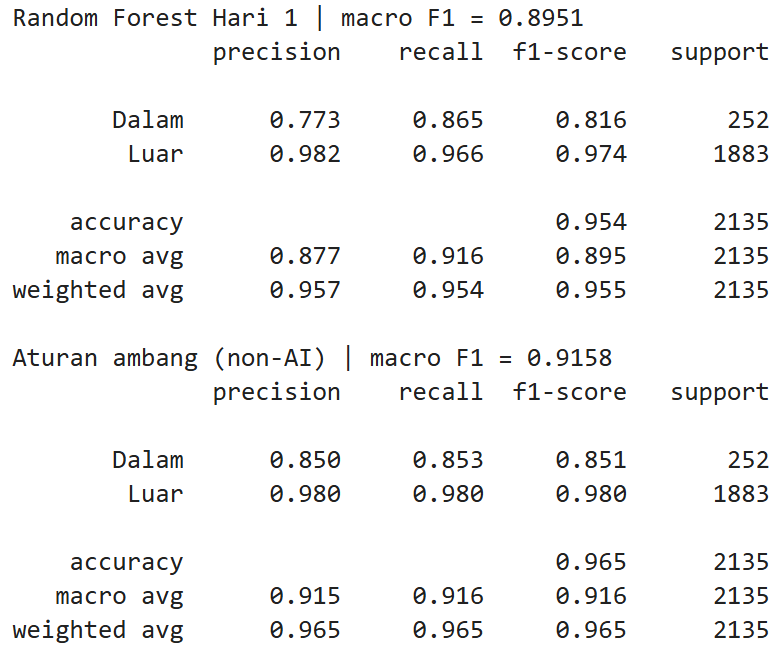 Random Forest Hari 1 | macro F1 = 0.8951
precision recall f1-score support
Dalam 0.773 0.865 0.816 252
Luar 0.982 0.966 0.974 1883
accuracy 0.954 2135
macro avg 0.877 0.916 0.895 2135
weighted avg 0.957 0.954 0.955 2135
Aturan ambang (non-AI) | macro F1 = 0.9158
precision recall f1-score support
Dalam 0.850 0.853 0.851 252
Luar 0.980 0.980 0.980 1883
accuracy 0.965 2135
macro avg 0.915 0.916 0.916 2135
weighted avg 0.965 0.965 0.965 2135